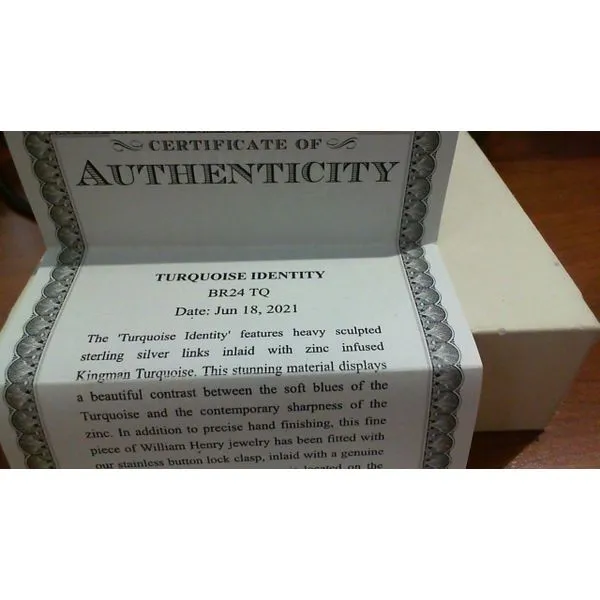 CERTIFICATE OF
AUTHENTICITY
TURQUOISE IDENTITY
BR24 TQ
Date: Jun 18, 2021
The 'Turquoise Identity' features heavy sculpted
sterling silver links inlaid with zinc infused
Kingman Turquoise. This stunning material displays
a beautiful contrast between the soft blues of the
Turquoise and the contemporary sharpness of the
zinc. In addition to precise hand finishing, this fine
piece of William Henry jewelry has been fitted with
our stainless button lock clasp, inlaid with a genuine
located on the